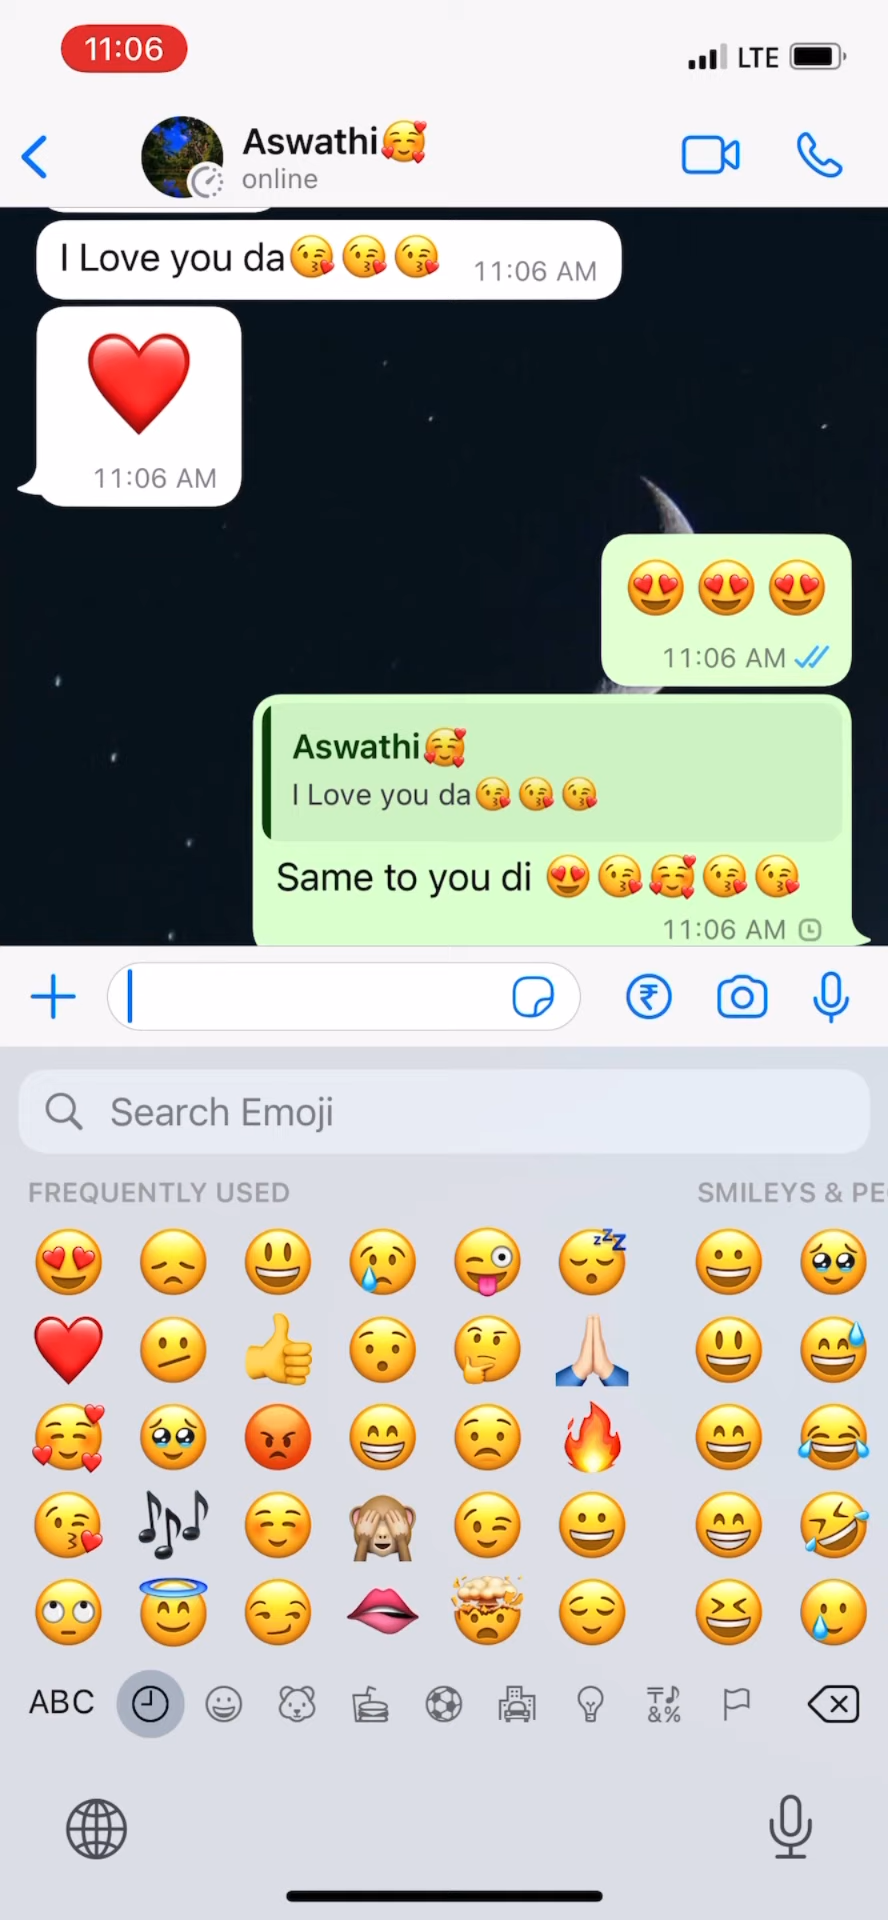 11:06
LTE
Aswathi🥰
online
I Love you da😘😘😘 11:06 AM
❤️
11:06 AM
😍😍😍
11:06 AM
Aswathi🥰
I Love you da😘😘😘
Same to you di 😍😘🥰😘😘
11:06 AM
Search Emoji
FREQUENTLY USED SMILEYS & PE
ABC